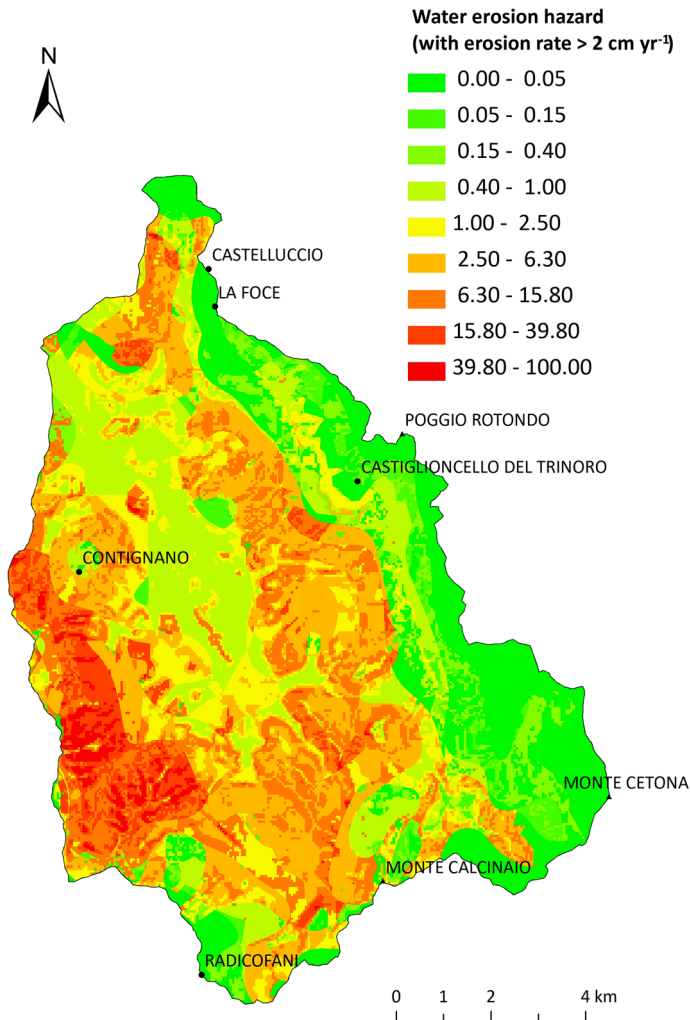 Water erosion hazard
(with erosion rate > 2 cm yr⁻¹)
N
0.00 - 0.05
0.05 - 0.15
0.15 - 0.40
0.40 - 1.00
1.00 - 2.50
2.50 - 6.30
6.30 - 15.80
15.80 - 39.80
39.80 - 100.00
CASTELLUCCIO
LA FOCE
POGGIO ROTONDO
CASTIGLIONCELLO DEL TRINORO
CONTIGNANO
MONTE CETONA
MONTE CALCINAIO
RADICOFANI
0 1 2 4 km